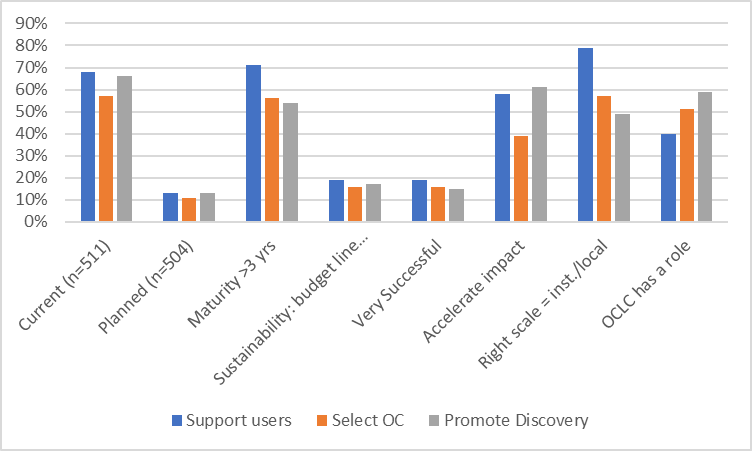 90%
80%
70%
60%
50%
40%
30%
20%
10%
0%
Current (n=511)
Planned (n=504)
Maturity >3 yrs
Sustainability: budget line...
Very Successful
Accelerate impact
Right scale = inst./local
OCLC has a role
Support users
Select OC
Promote Discovery